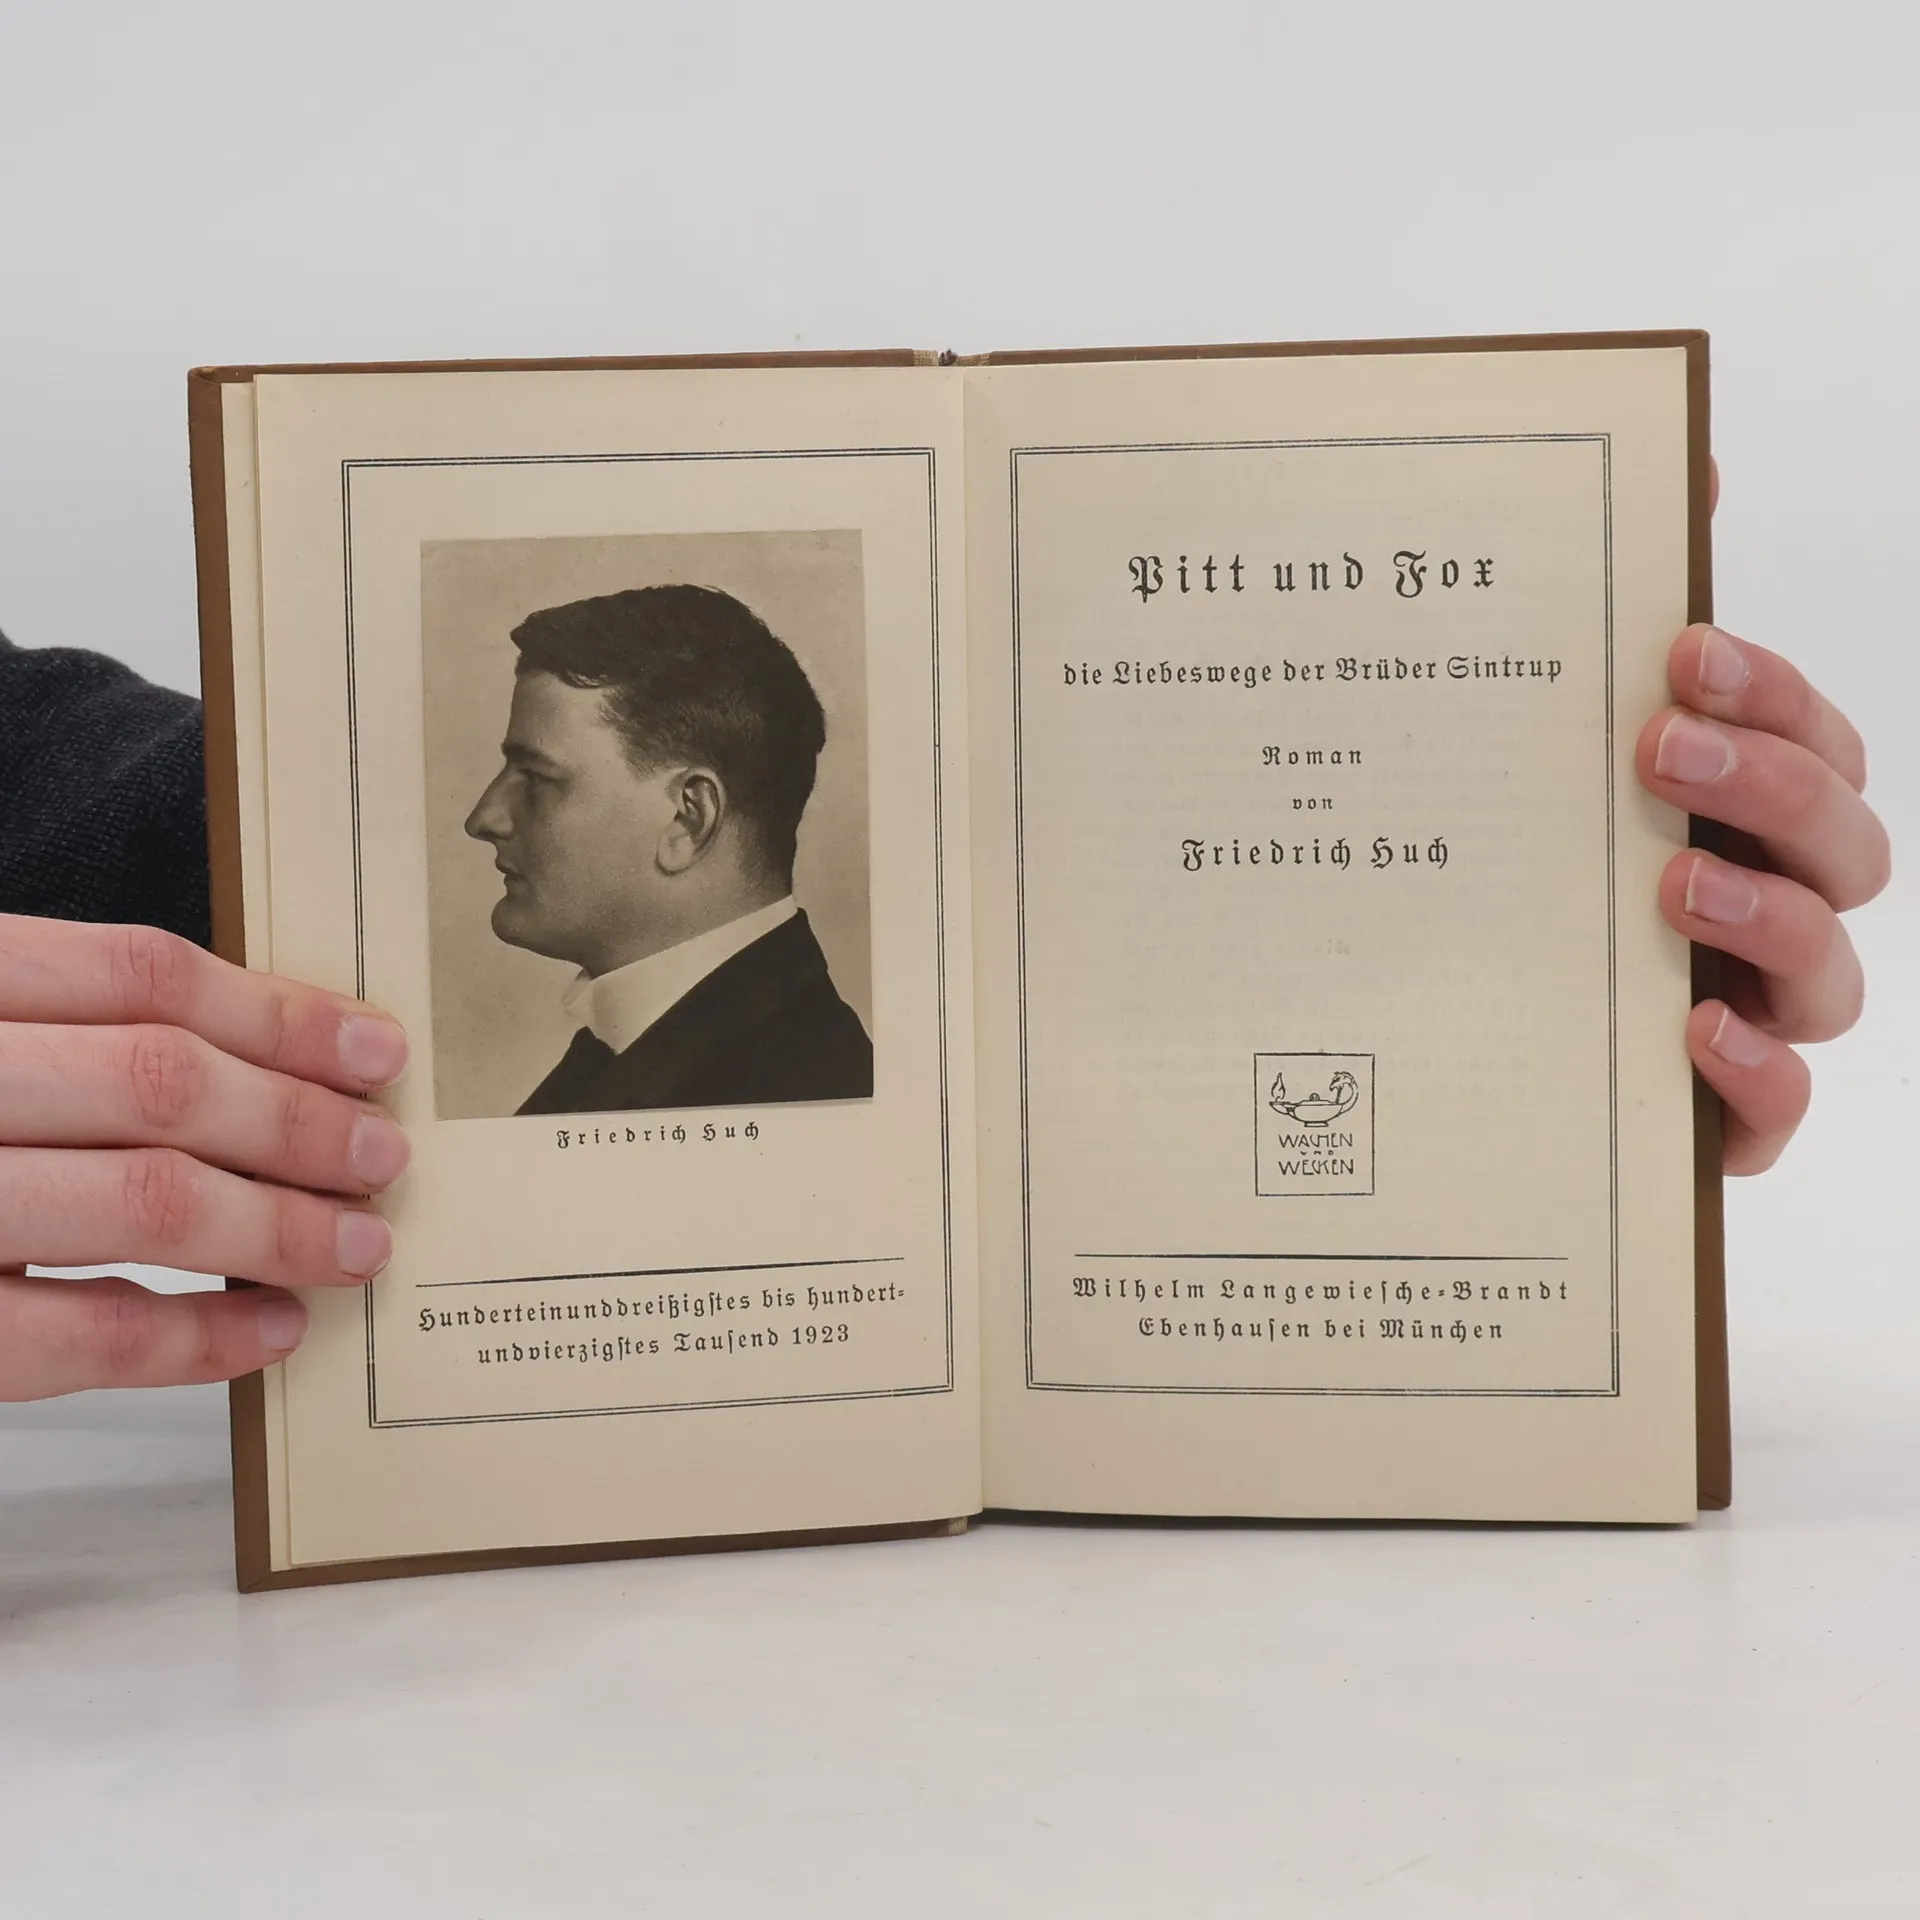 Friedrich Huch
Hunderteinunddreißigſtes bis hundert⸗
undvierzigſtes Tauſend 1923
Pitt und Fox
die Liebeswege der Brüder Sintrup
Roman
von
Friedrich Huch
WACHEN
UND
WECKEN
Wilhelm Langewieſche⸗Brandt
Ebenhauſen bei München